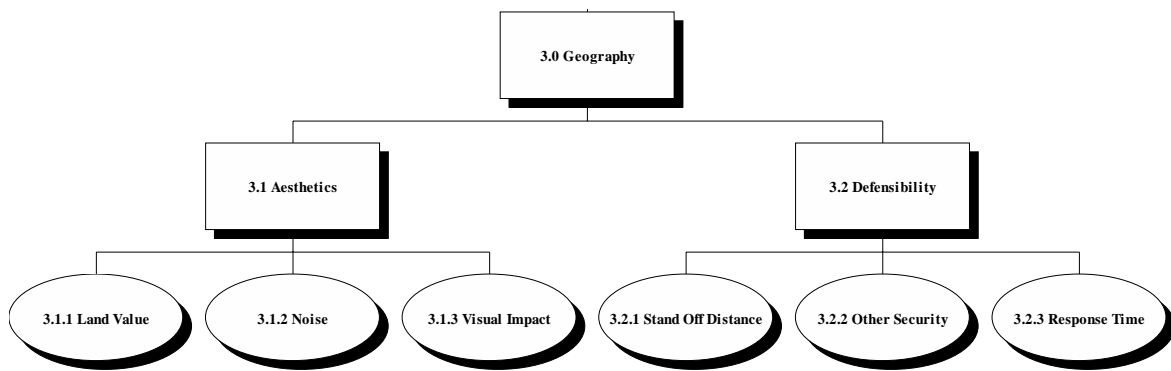 3.0 Geography
3.1 Aesthetics
3.2 Defensibility
3.1.1 Land Value
3.1.2 Noise
3.1.3 Visual Impact
3.2.1 Stand Off Distance
3.2.2 Other Security
3.2.3 Response Time